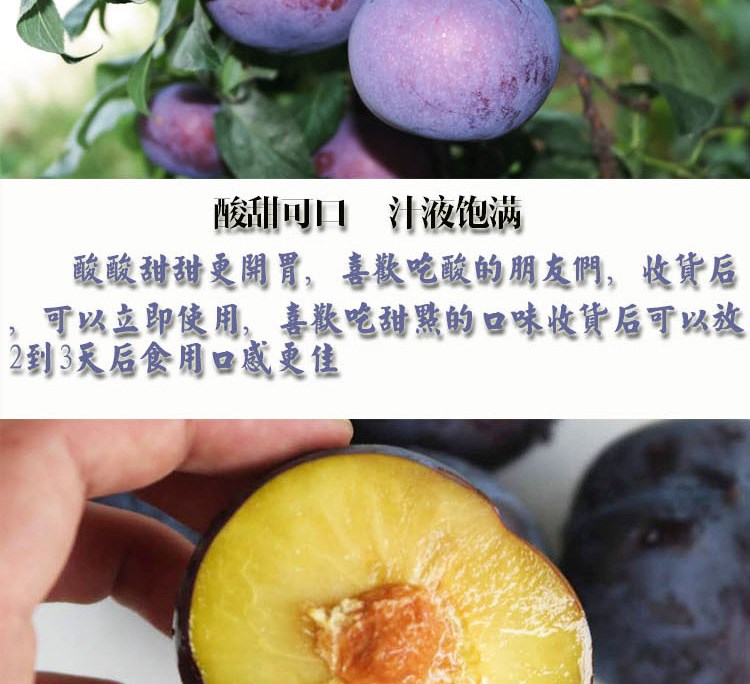 酸甜可口 汁液饱满
酸酸甜甜更開胃, 喜歡吃酸的朋友們, 收貨后
, 可以立即使用, 喜歡吃甜點的口味收貨后可以放
2到3天后食用口感更佳